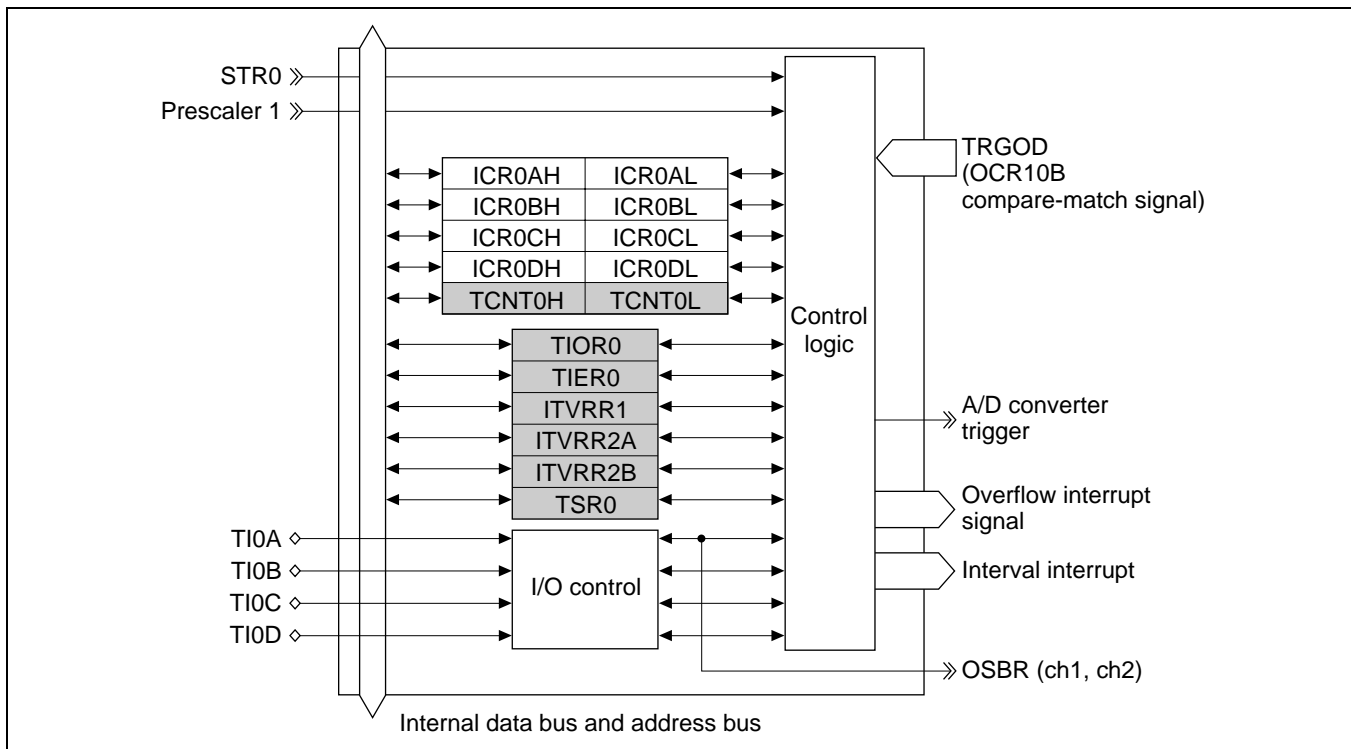 STR0
Prescaler 1
ICR0AH ICR0AL
ICR0BH ICR0BL
ICR0CH ICR0CL
ICR0DH ICR0DL
TCNT0H TCNT0L
TIOR0
TIER0
ITVRR1
ITVRR2A
ITVRR2B
TSR0
TI0A
TI0B
TI0C
TI0D
I/O control
Control
logic
TRGOD
(OCR10B
compare-match signal)
A/D converter
trigger
Overflow interrupt
signal
Interval interrupt
OSBR (ch1, ch2)
Internal data bus and address bus